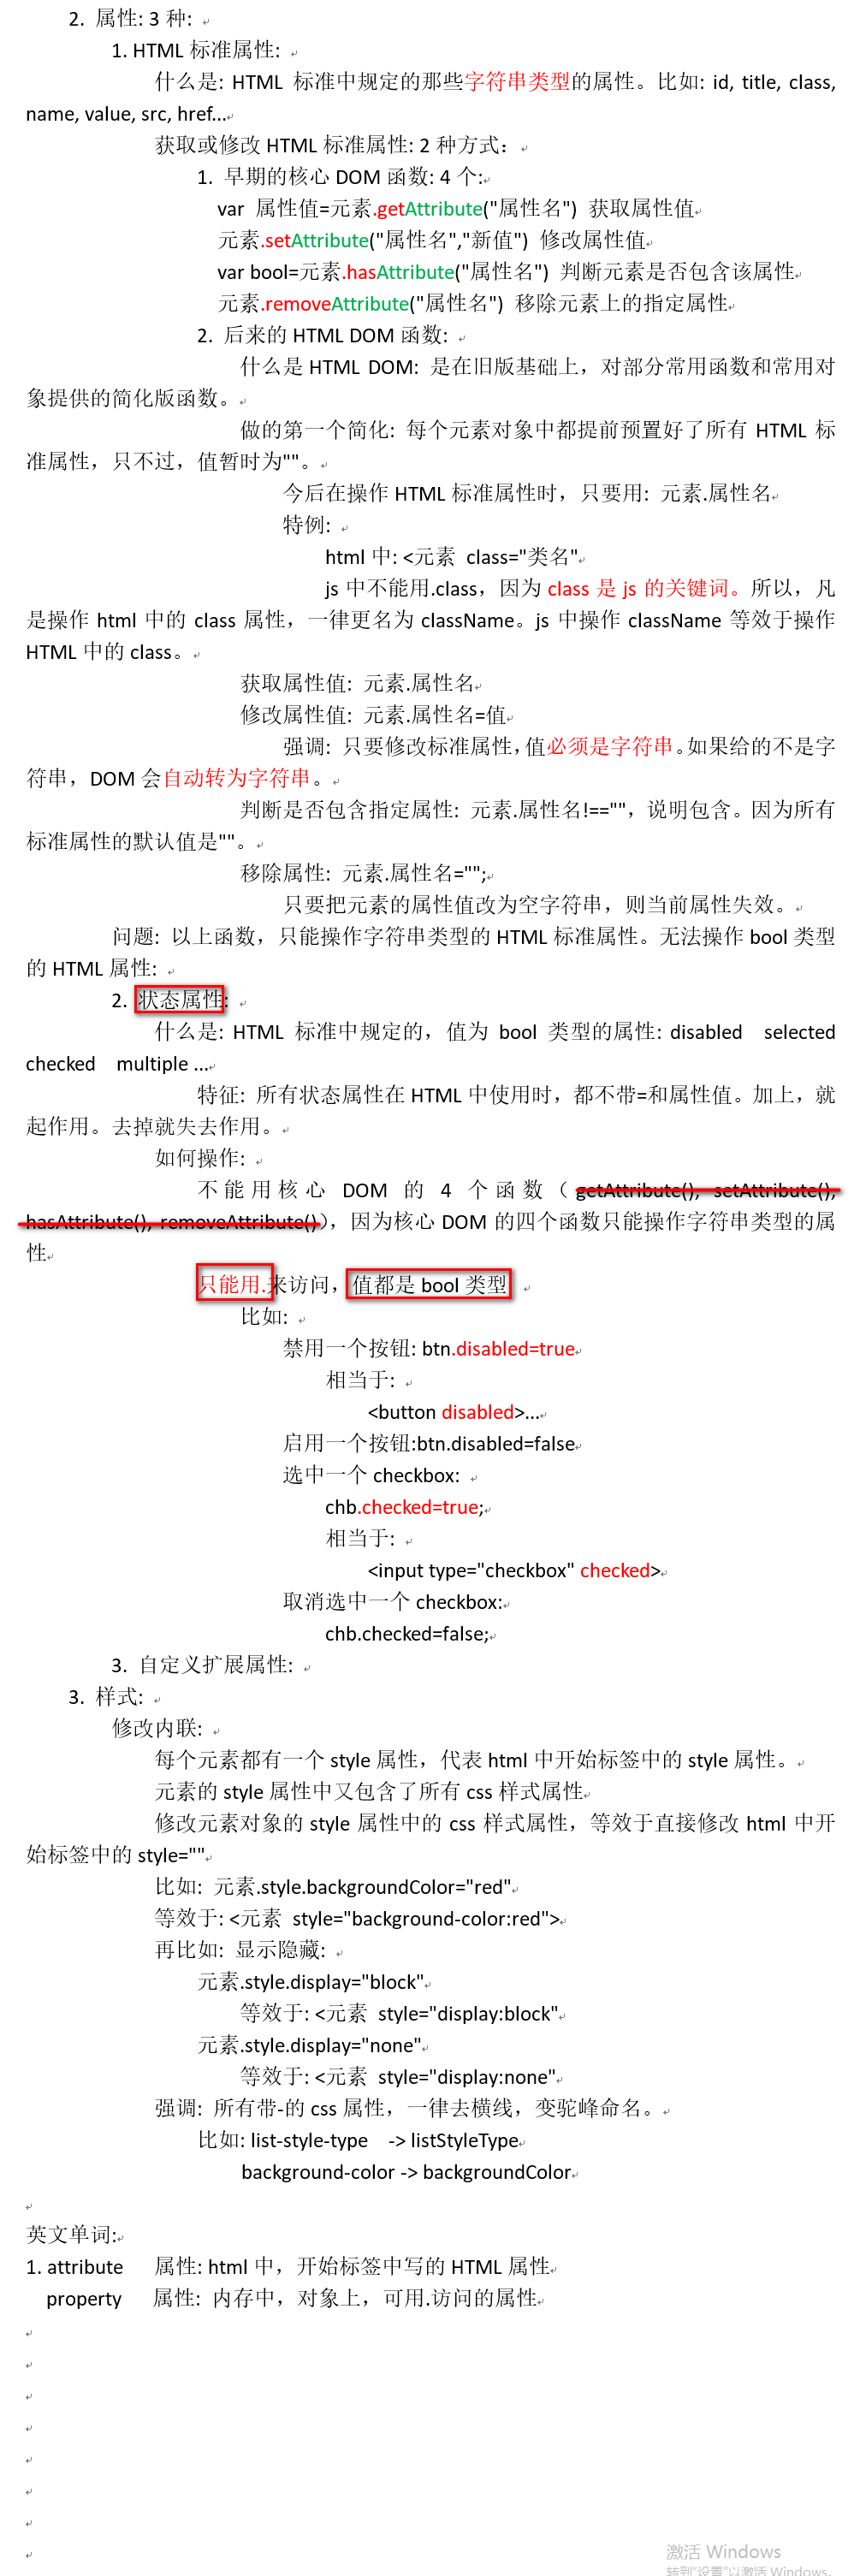 2. 属性: 3 种:
1. HTML 标准属性:
什么是: HTML 标准中规定的那些字符串类型的属性。比如: id, title, class,
name, value, src, href...
获取或修改 HTML 标准属性: 2 种方式：
1. 早期的核心 DOM 函数: 4 个:
var 属性值=元素.getAttribute("属性名") 获取属性值
元素.setAttribute("属性名","新值") 修改属性值
var bool=元素.hasAttribute("属性名") 判断元素是否包含该属性
元素.removeAttribute("属性名") 移除元素上的指定属性
2. 后来的 HTML DOM 函数:
什么是 HTML DOM: 是在旧版基础上，对部分常用函数和常用对
象提供的简化版函数。
做的第一个简化: 每个元素对象中都提前预置好了所有 HTML 标
准属性，只不过，值暂时为""。
今后在操作 HTML 标准属性时，只要用: 元素.属性名
特例:
html 中: <元素 class="类名"
js 中不能用.class，因为 class 是 js 的关键词。所以，凡
是操作 html 中的 class 属性，一律更名为 className。js 中操作 className 等效于操作
HTML 中的 class。
获取属性值: 元素.属性名
修改属性值: 元素.属性名=值
强调: 只要修改标准属性，值必须是字符串。如果给的不是字
符串，DOM 会自动转为字符串。
判断是否包含指定属性: 元素.属性名!==""，说明包含。因为所有
标准属性的默认值是""。
移除属性: 元素.属性名="";
只要把元素的属性值改为空字符串，则当前属性失效。
问题: 以上函数，只能操作字符串类型的 HTML 标准属性。无法操作 bool 类型
的 HTML 属性:
2. 状态属性:
什么是: HTML 标准中规定的，值为 bool 类型的属性: disabled selected
checked multiple ...
特征: 所有状态属性在 HTML 中使用时，都不带=和属性值。加上，就
起作用。去掉就失去作用。
如何操作:
不能用核心 DOM 的 4 个函数（getAttribute(), setAttribute(),
hasAttribute(), removeAttribute()），因为核心 DOM 的四个函数只能操作字符串类型的属
性
只能用.来访问，值都是 bool 类型
比如:
禁用一个按钮: btn.disabled=true
相当于:
<button disabled>...
启用一个按钮:btn.disabled=false
选中一个 checkbox:
chb.checked=true;
相当于:
<input type="checkbox" checked>
取消选中一个 checkbox:
chb.checked=false;
3. 自定义扩展属性:
3. 样式:
修改内联:
每个元素都有一个 style 属性，代表 html 中开始标签中的 style 属性。
元素的 style 属性中又包含了所有 css 样式属性
修改元素对象的 style 属性中的 css 样式属性，等效于直接修改 html 中开
始标签中的 style=""
比如: 元素.style.backgroundColor="red"
等效于: <元素 style="background-color:red">
再比如: 显示隐藏:
元素.style.display="block"
等效于: <元素 style="display:block"
元素.style.display="none"
等效于: <元素 style="display:none"
强调: 所有带-的 css 属性，一律去横线，变驼峰命名。
比如: list-style-type -> listStyleType
background-color -> backgroundColor
英文单词:
1. attribute 属性: html 中，开始标签中写的 HTML 属性
property 属性: 内存中，对象上，可用.访问的属性
激活 Windows
转到"设置"以激活 Windows。